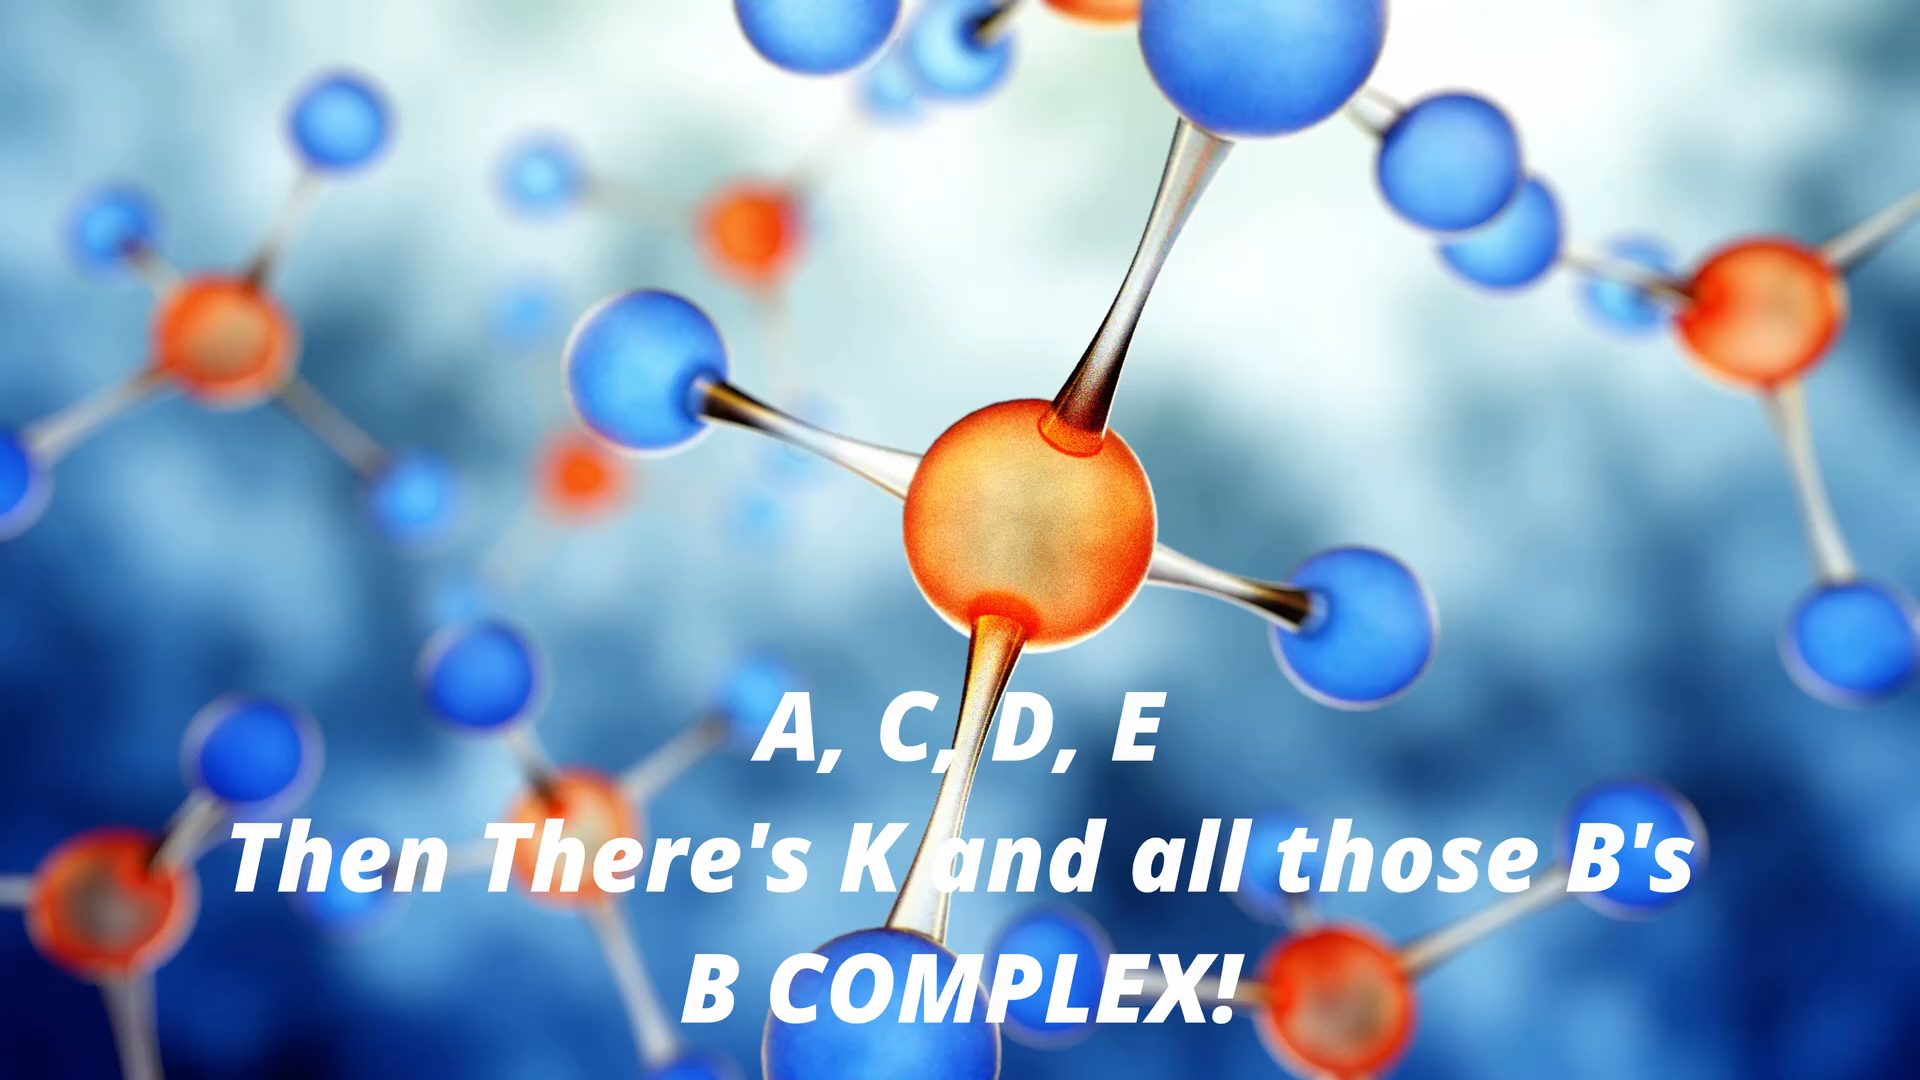 A, C, D, E
Then There's K and all those B's
B COMPLEX!